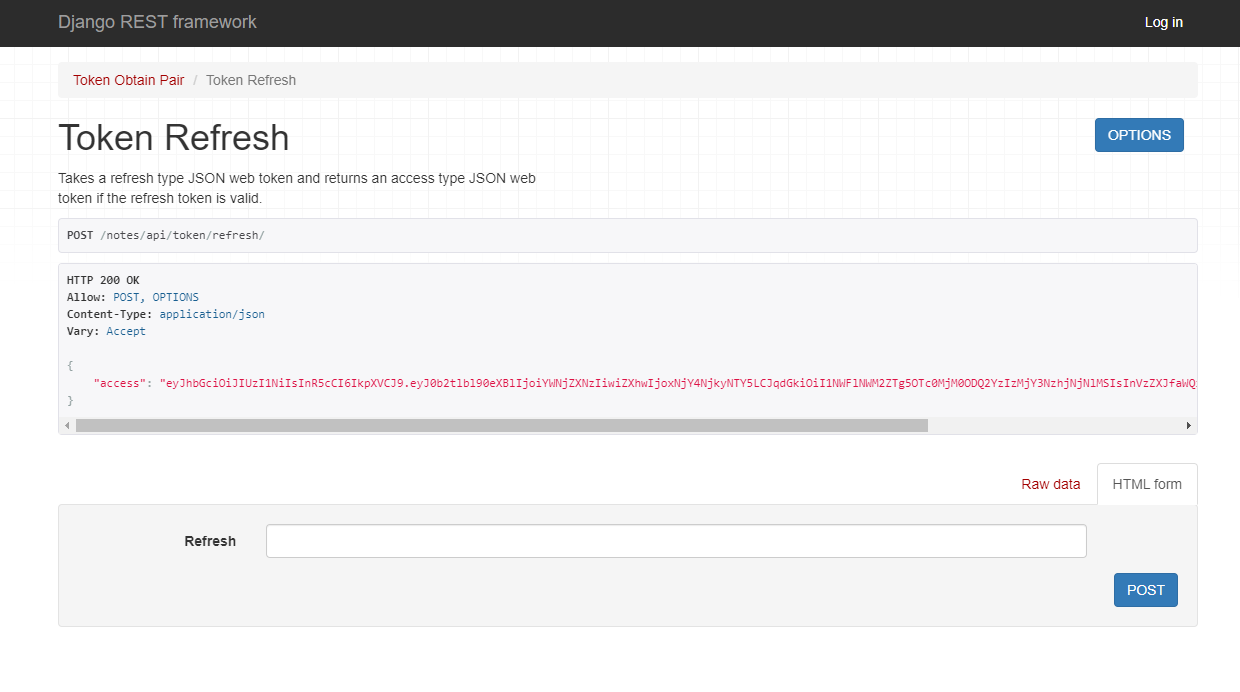 Django REST framework
Log in
Token Obtain Pair / Token Refresh
Token Refresh
OPTIONS
Takes a refresh type JSON web token and returns an access type JSON web
token if the refresh token is valid.
POST /notes/api/token/refresh/
HTTP 200 OK
Allow: POST, OPTIONS
Content-Type: application/json
Vary: Accept
{
"access":
}
Raw data
HTML form
Refresh
POST